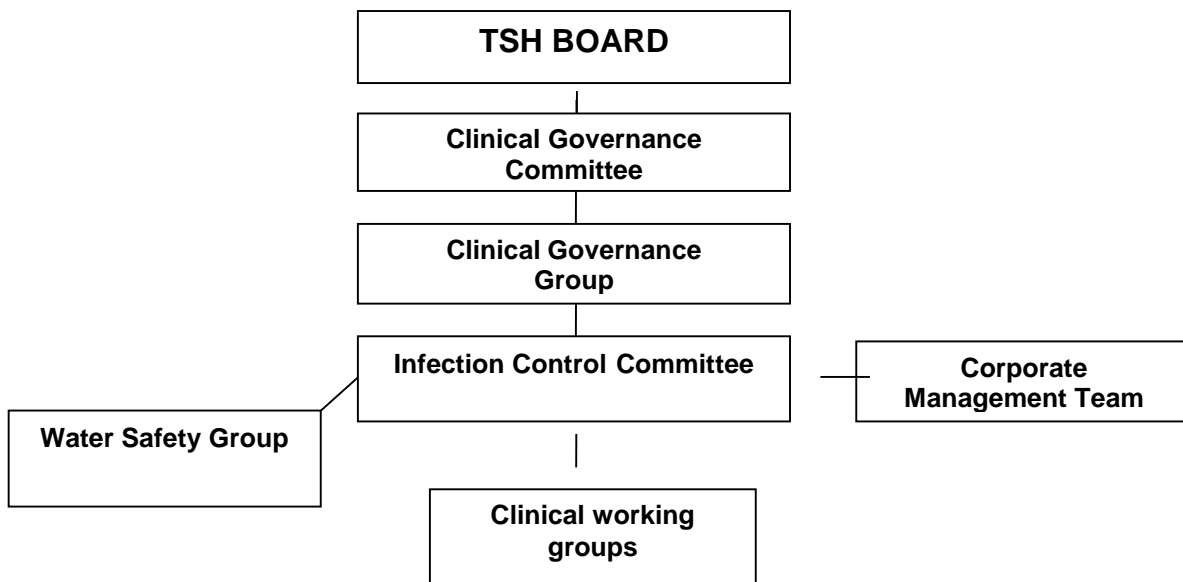 TSH BOARD
Clinical Governance
Committee
Clinical Governance
Group
Infection Control Committee
Corporate
Management Team
Water Safety Group
Clinical working
groups